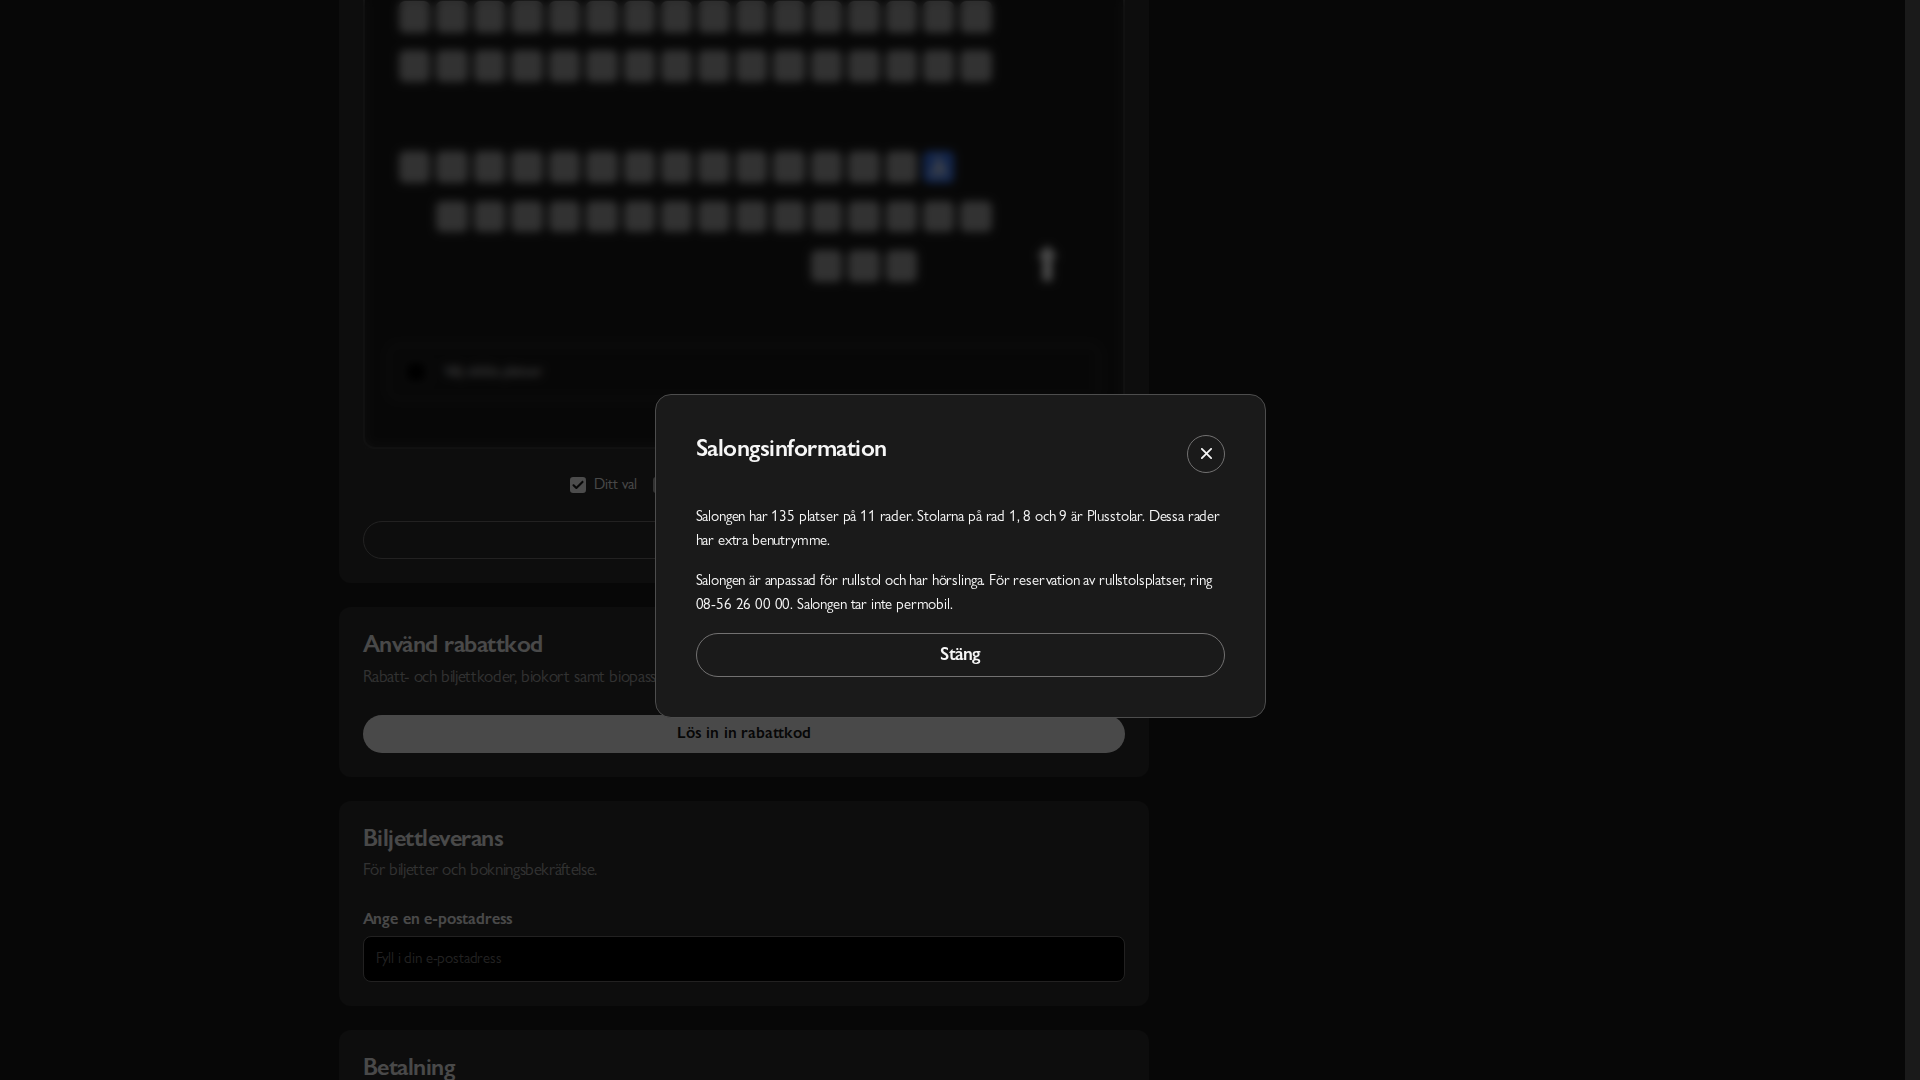 Ditt val
Salongsinformation
Salongen har 135 platser på 11 rader. Stolarna på rad 1, 8 och 9 är Plusstolar. Dessa rader
har extra benutrymme.
Salongen är anpassad för rullstol och har hörslinga. För reservation av rullstolsplatser, ring
08-56 26 00 00. Salongen tar inte permobil.
Stäng
Använd rabattkod
Rabatt- och biljettkoder, biokort samt biopass
Lös in in rabattkod
Biljettleverans
För biljetter och bokningsbekräftelse.
Ange en e-postadress
Fyll i din e-postadress
Betalning